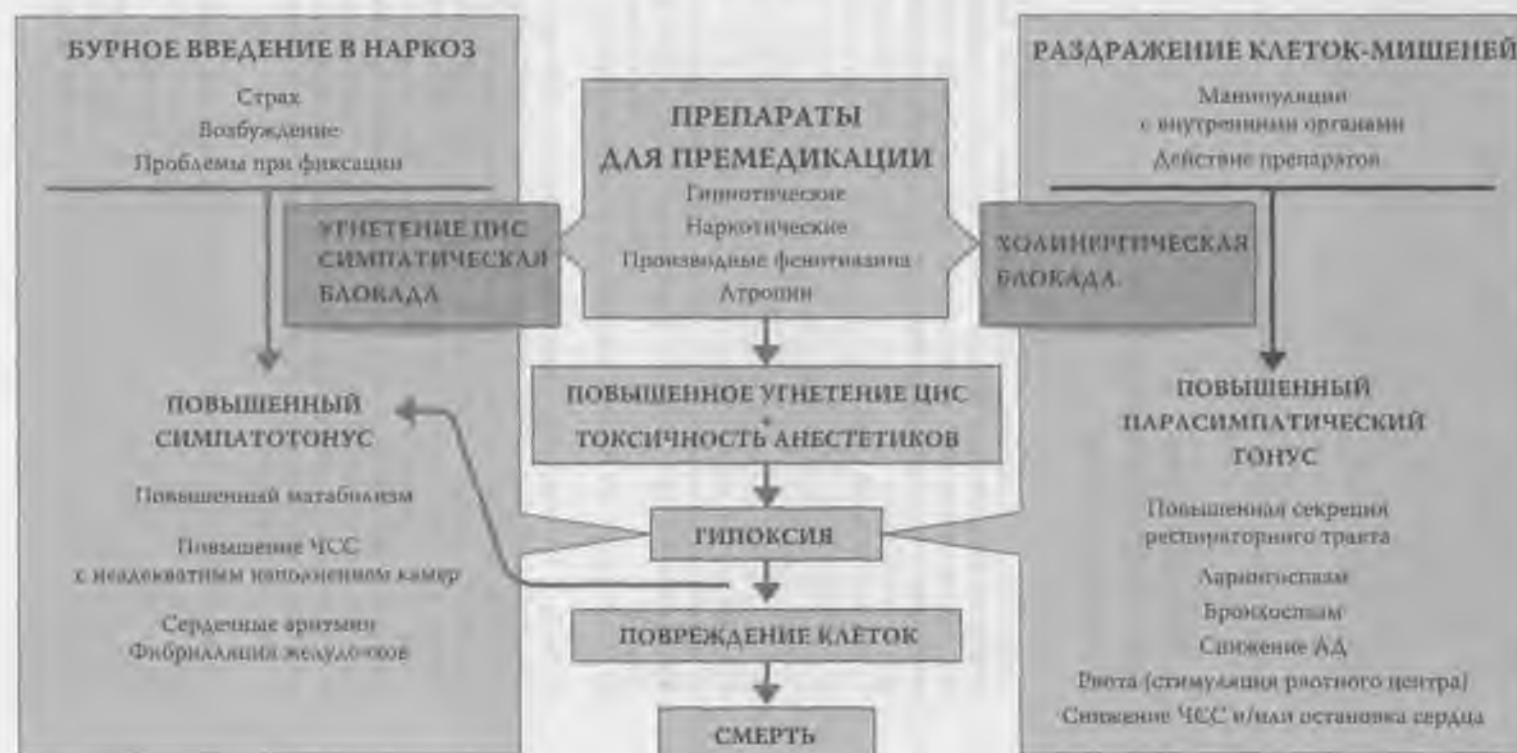 БУРНОЕ ВВЕДЕНИЕ В НАРКОЗ
Страх
Возбуждение
Проблемы при фиксации
УГНЕТЕНИЕ ЦНС
СИМПАТИЧЕСКАЯ
БЛОКАДА
ПОВЫШЕННЫЙ
СИМПАТОТОНУС
Повышенный матаболизм
Повышение ЧСС
с неадекватным наполнением камер
Сердечные аритмии
Фибрилляция желудочков
ПРЕПАРАТЫ
ДЛЯ ПРЕМЕДИКАЦИИ
Гипнотические
Наркотические
Производные фенотиазина
Атропин
ПОВЫШЕННОЕ УГНЕТЕНИЕ ЦНС
+
ТОКСИЧНОСТЬ АНЕСТЕТИКОВ
ГИПОКСИЯ
ПОВРЕЖДЕНИЕ КЛЕТОК
СМЕРТЬ
РАЗДРАЖЕНИЕ КЛЕТОК-МИШЕНЕЙ
Манипуляции
с внутренними органами
Действие препаратов
ХОЛИНЕРГИЧЕСКАЯ
БЛОКАДА
ПОВЫШЕННЫЙ
ПАРАСИМПАТИЧЕСКИЙ
ТОНУС
Повышенная секреция
респираторного тракта
Ларингоспазм
Бронхоспазм
Снижение АД
Рвота (стимуляция рвотного центра)
Снижение ЧСС и/или остановка сердца